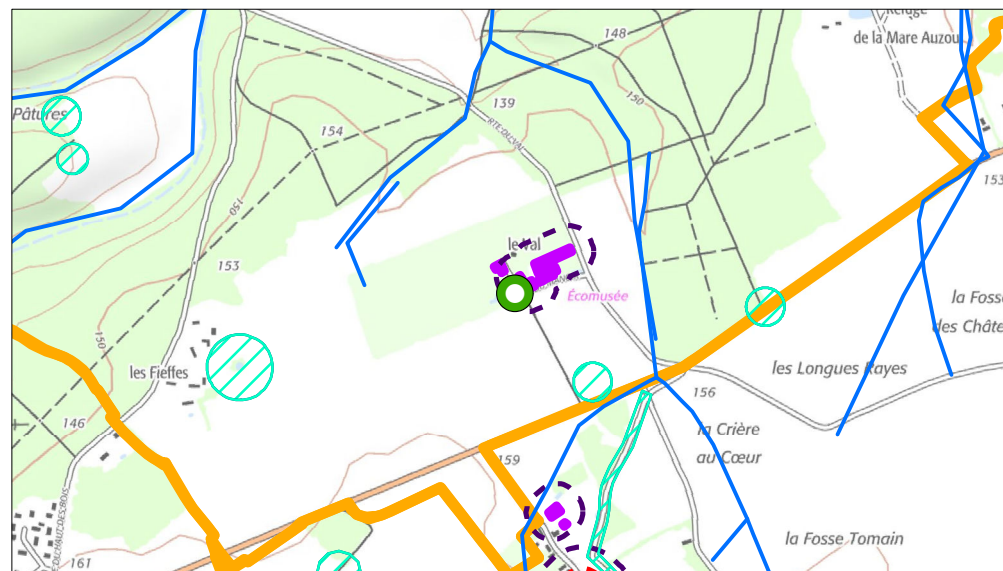 Refuge
de la Mare Auzou
148
Pâtures
139
150
154
RTE DU VAL
153
150
le Val
153
Écomusée
la Fosse
des Châte
150
les Fieffes
les Longues Rayes
156
146
la Crière
au Cœur
159
la Fosse Tomain
161